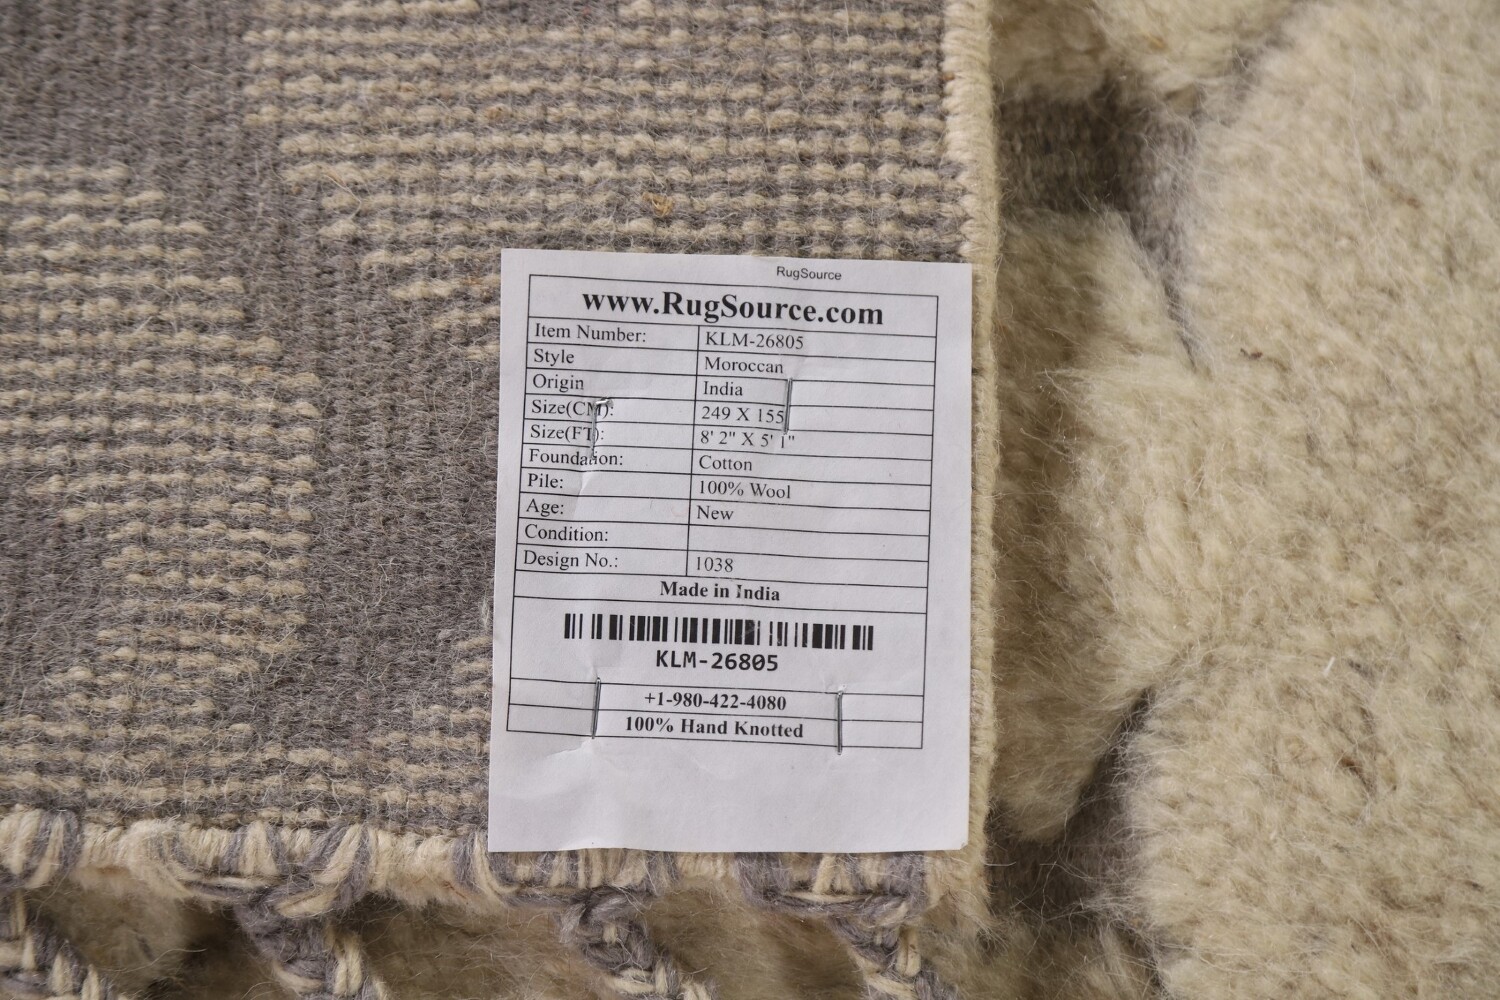 RugSource
www.RugSource.com
Item Number: KLM-26805
Style Moroccan
Origin India
Size(CM): 249 X 155
Size(FT): 8' 2" X 5' 1"
Foundation: Cotton
Pile: 100% Wool
Age: New
Condition:
Design No.: 1038
Made in India
KLM-26805
+1-980-422-4080
100% Hand Knotted